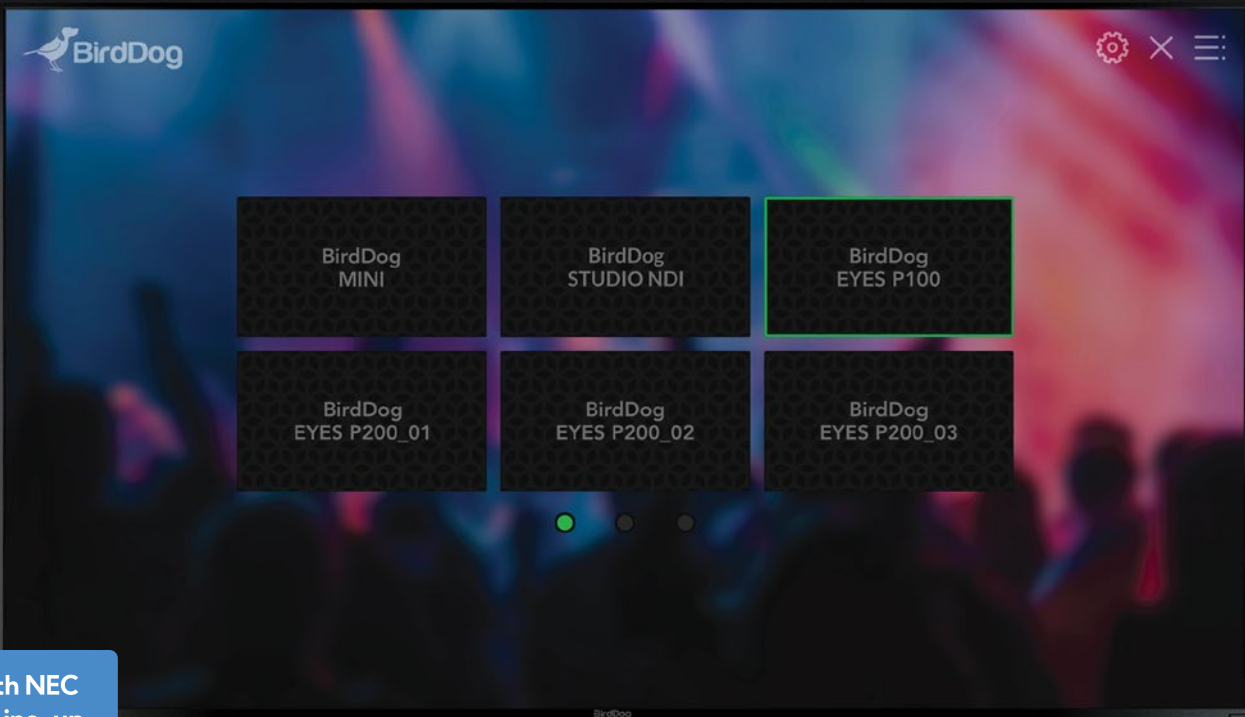 BirdDog
BirdDog
MINI
BirdDog
STUDIO NDI
BirdDog
EYES P100
BirdDog
EYES P200_01
BirdDog
EYES P200_02
BirdDog
EYES P200_03
NEC
BirdDog